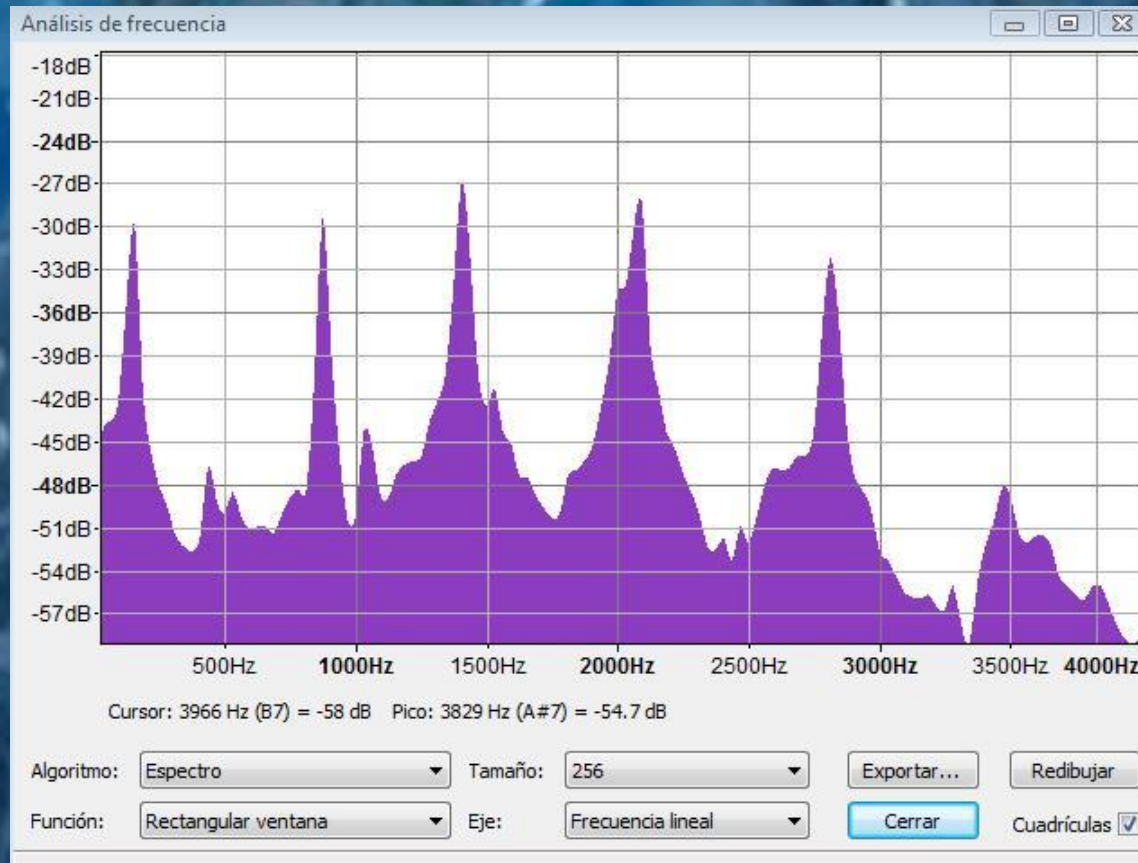 Análisis de frecuencia
-18dB
-21dB
-24dB
-27dB
-30dB
-33dB
-36dB
-39dB
-42dB
-45dB
-48dB
-51dB
-54dB
-57dB
500Hz 1000Hz 1500Hz 2000Hz 2500Hz 3000Hz 3500Hz 4000Hz
Cursor: 3966 Hz (B7) = -58 dB Pico: 3829 Hz (A#7) = -54.7 dB
Algoritmo: Espectro Tamaño: 256 Exportar... Redibujar
Función: Rectangular ventana Eje: Frecuencia lineal Cerrar Cuadrículas